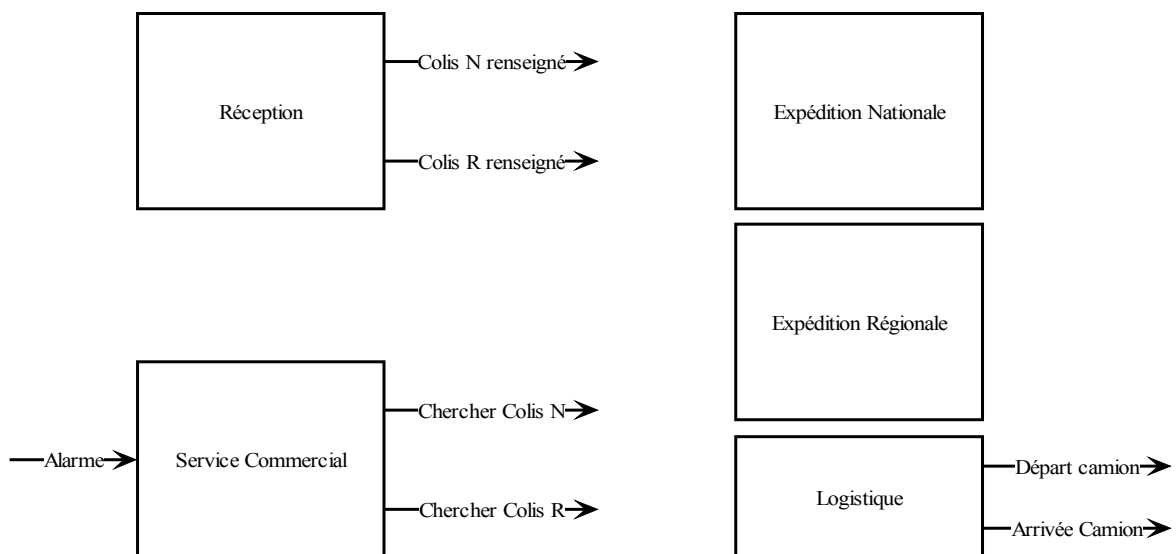 Colis N renseigné
Réception
Colis R renseigné
Expédition Nationale
Expédition Régionale
Alarme
Service Commercial
Chercher Colis N
Chercher Colis R
Logistique
Départ camion
Arrivée Camion